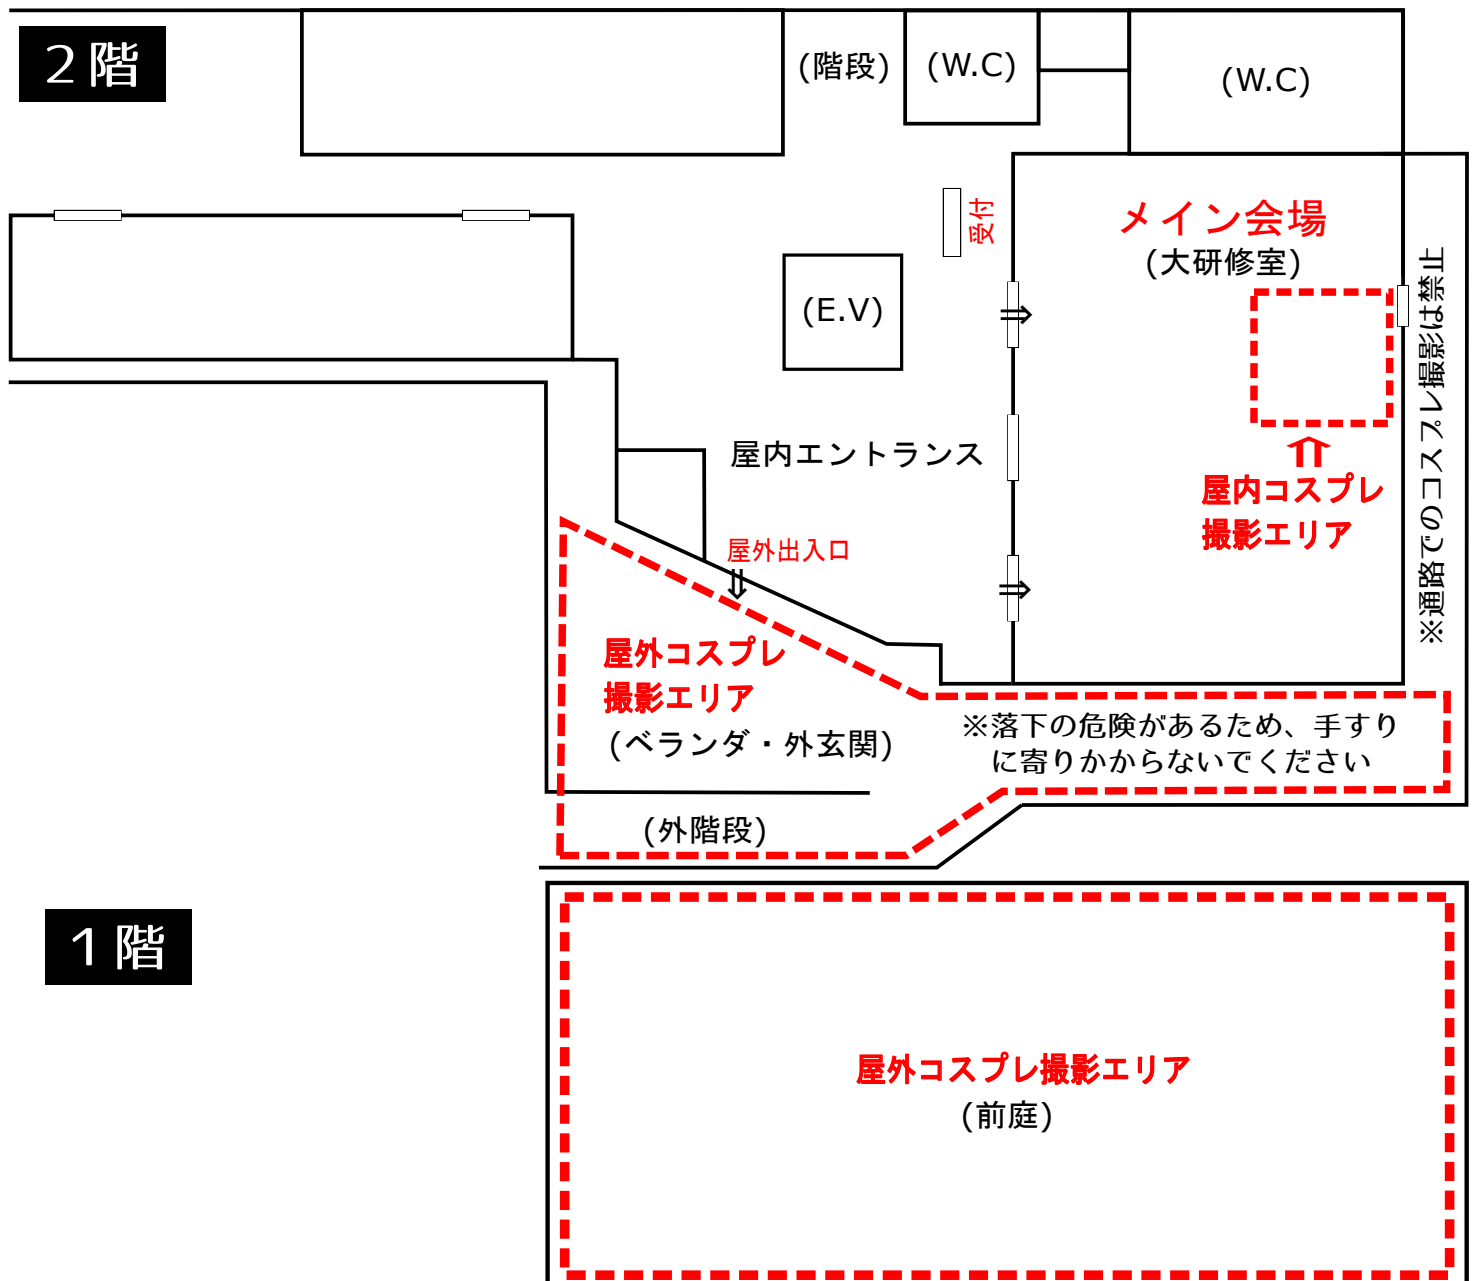 2階
(階段)
(W.C)
(W.C)
受付
メイン会場
(大研修室)
(E.V)
⇒
※通路でのコスプレ撮影は禁止
屋内エントランス
屋内コスプレ
撮影エリア
屋外出入口
⇒
屋外コスプレ
撮影エリア
(ベランダ・外玄関)
※落下の危険があるため、手すり
に寄りかからないでください
(外階段)
1階
屋外コスプレ撮影エリア
(前庭)